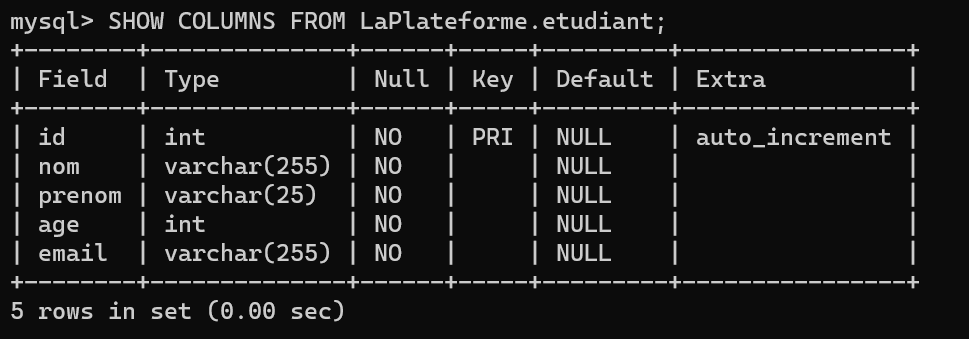 mysql> SHOW COLUMNS FROM LaPlateforme.etudiant;
+--------+--------------+------+-----+---------+----------------+
| Field  | Type         | Null | Key | Default | Extra          |
+--------+--------------+------+-----+---------+----------------+
| id     | int          | NO   | PRI | NULL    | auto_increment |
| nom    | varchar(255) | NO   |     | NULL    |                |
| prenom | varchar(25)  | NO   |     | NULL    |                |
| age    | int          | NO   |     | NULL    |                |
| email  | varchar(255) | NO   |     | NULL    |                |
+--------+--------------+------+-----+---------+----------------+
5 rows in set (0.00 sec)